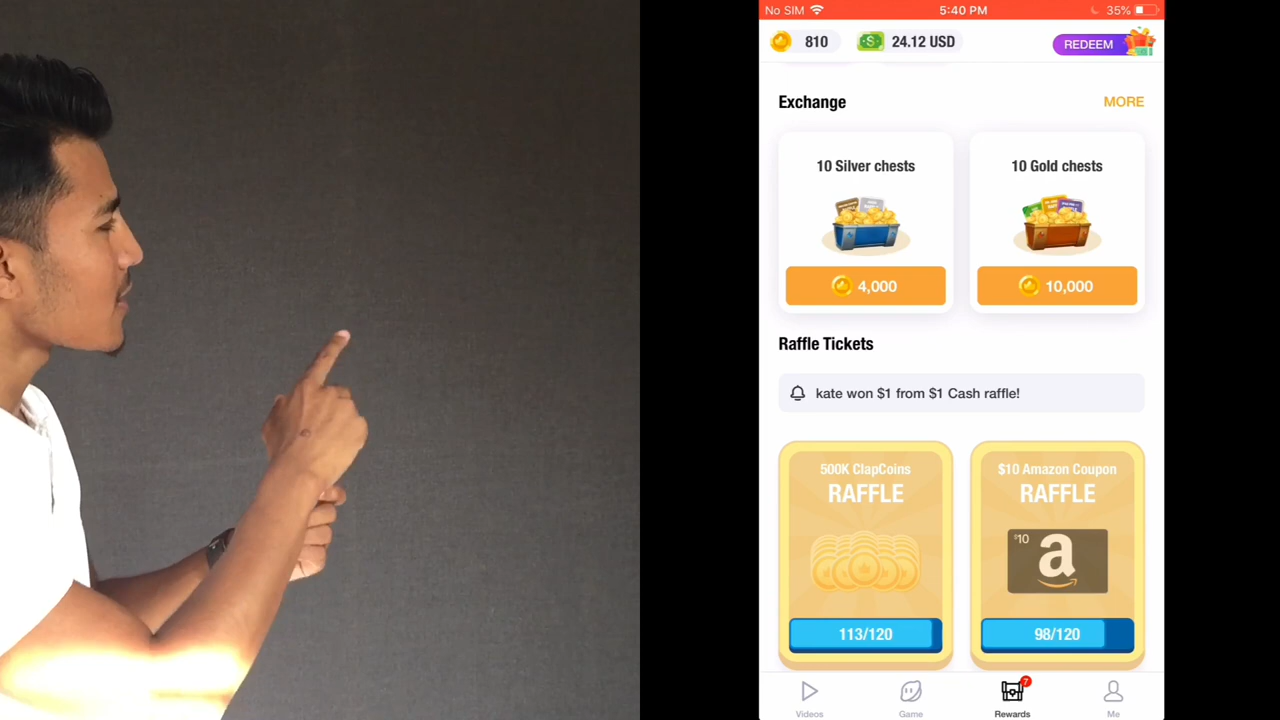 No SIM 5:40 PM 35%
810 24.12 USD REDEEM
Exchange MORE
10 Silver chests 10 Gold chests
4,000 10,000
Raffle Tickets
kate won $1 from $1 Cash raffle!
500K ClapCoins $10 Amazon Coupon
RAFFLE RAFFLE
$10 a
113/120 98/120
7
Videos Game Rewards Me